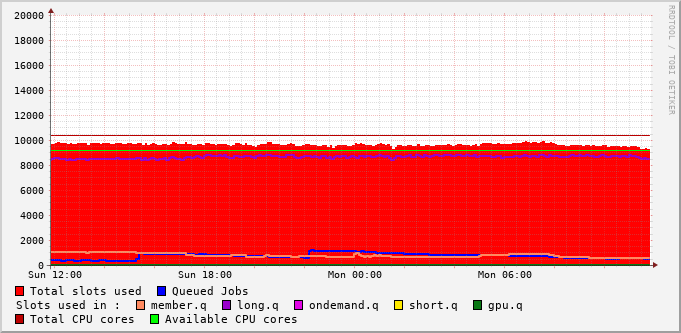 20000
18000
16000
14000
12000
10000
8000
6000
4000
2000
0
Sun 12:00 Sun 18:00 Mon 00:00 Mon 06:00
RRDTOOL / TOBI OETIKER
Total slots used Queued Jobs
Slots used in : member.q long.q ondemand.q short.q gpu.q
Total CPU cores Available CPU cores